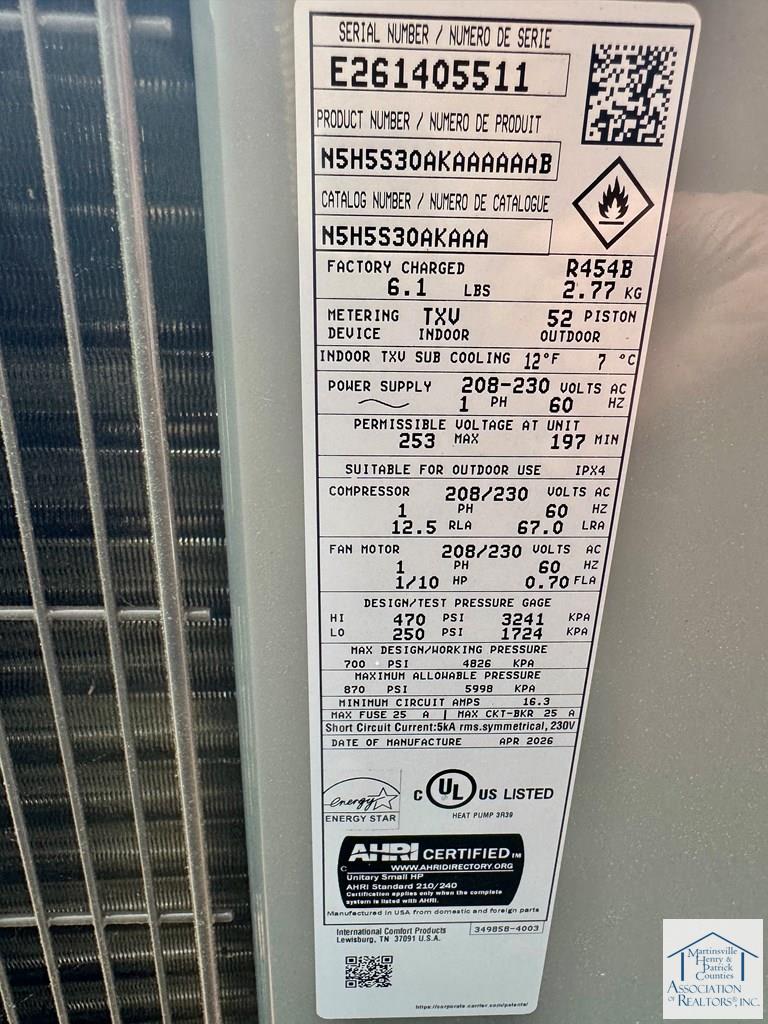 SERIAL NUMBER / NUMERO DE SERIE
E261405511
PRODUCT NUMBER / NUMERO DE PRODUIT
N5H5S30AKAAAAAAB
CATALOG NUMBER / NUMERO DE CATALOGUE
N5H5S30AKAAA
FACTORY CHARGED R454B
6.1 LBS 2.77 KG
METERING TXV 52 PISTON
DEVICE INDOOR OUTDOOR
INDOOR TXV SUB COOLING 12°F 7 °C
POWER SUPPLY 208-230 VOLTS AC
1 PH 60 HZ
PERMISSIBLE VOLTAGE AT UNIT
253 MAX 197 MIN
SUITABLE FOR OUTDOOR USE IPX4
COMPRESSOR 208/230 VOLTS AC
1 PH 60 HZ
12.5 RLA 67.0 LRA
FAN MOTOR 208/230 VOLTS AC
1 PH 60 HZ
1/10 HP 0.70 FLA
DESIGN/TEST PRESSURE GAGE
HI 470 PSI 3241 KPA
LO 250 PSI 1724 KPA
MAX DESIGN/WORKING PRESSURE
700 PSI 4826 KPA
MAXIMUM ALLOWABLE PRESSURE
870 PSI 5998 KPA
MINIMUM CIRCUIT AMPS 16.3
MAX FUSE 25 A | MAX CKT-BKR 25 A
Short Circuit Current:5kA rms.symmetrical, 230V
DATE OF MANUFACTURE APR 2026
energy
ENERGY STAR
C UL US LISTED
HEAT PUMP 3R39
AHRI CERTIFIED™
WWW.AHRIDIRECTORY.ORG
Unitary Small HP
AHRI Standard 210/240
Certification applies only when the complete
system is listed with AHRI.
Manufactured in USA from domestic and foreign parts
International Comfort Products
Lewisburg, TN 37091 U.S.A.
349858-4003
https://corporate.carrier.com/patents/
Martinsville
Henry &
Patrick
Counties
ASSOCIATION
of REALTORS®, INC.